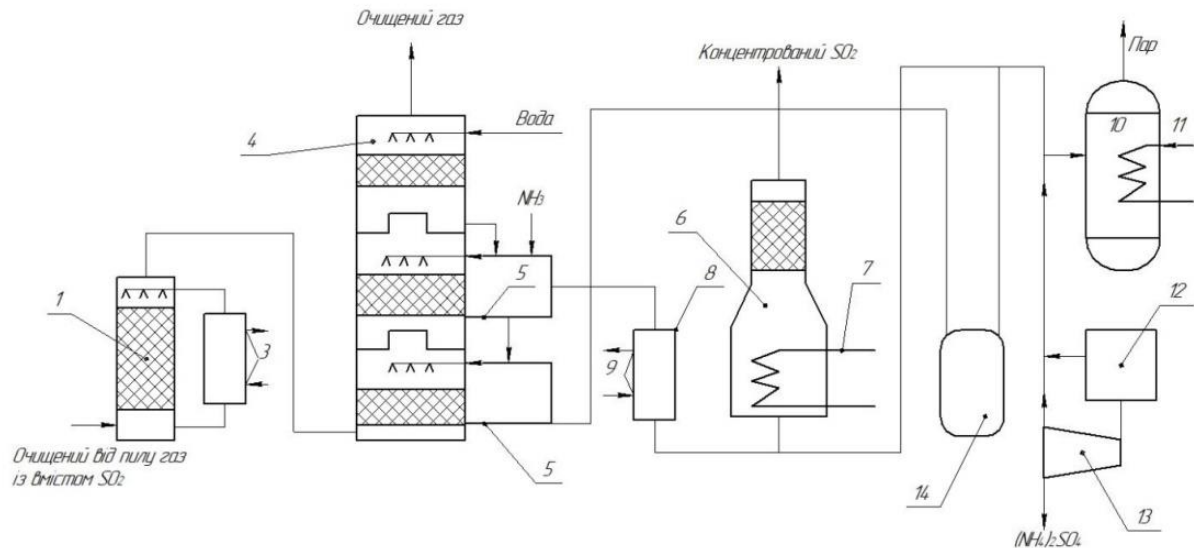 Очищений газ
Концентрований SO₂
Пар
4
Вода
10
11
NH₃
6
5
8
7
12
1
3
9
Очищений від пилу газ
із вмістом SO₂
5
14
13
(NH₄)₂SO₄